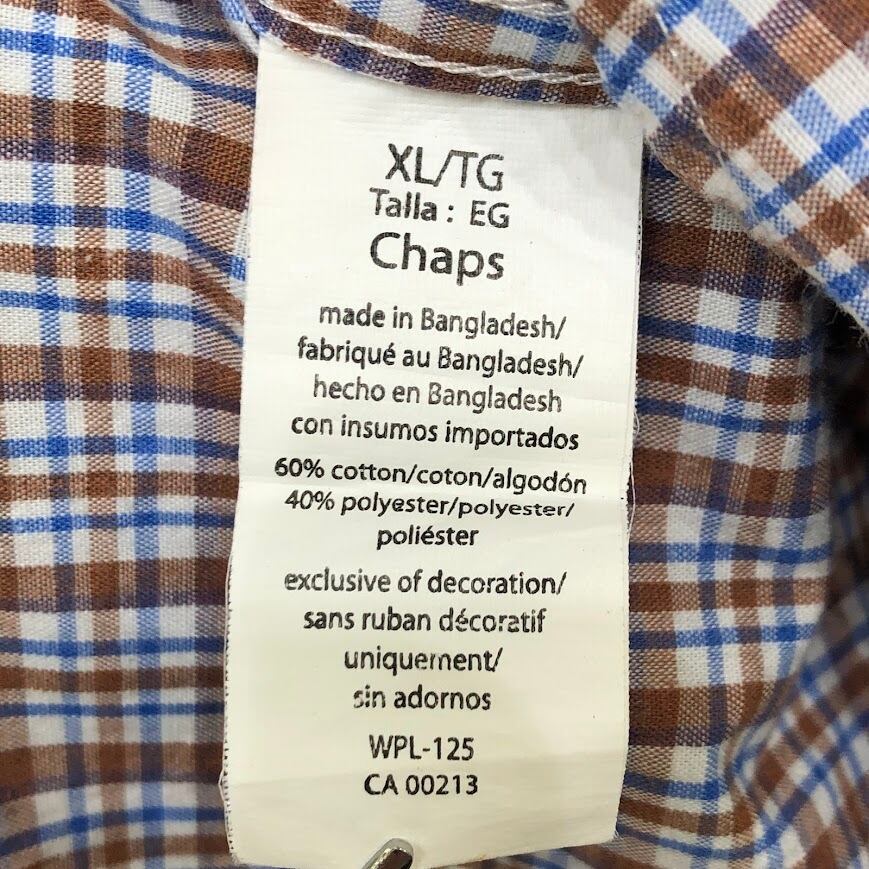 XL/TG
Talla : EG
Chaps
made in Bangladesh/
fabriqué au Bangladesh/
hecho en Bangladesh
con insumos importados
60% cotton/coton/algodón
40% polyester/polyester/
poliéster
exclusive of decoration/
sans ruban décoratif
uniquement/
sin adornos
WPL-125
CA 00213